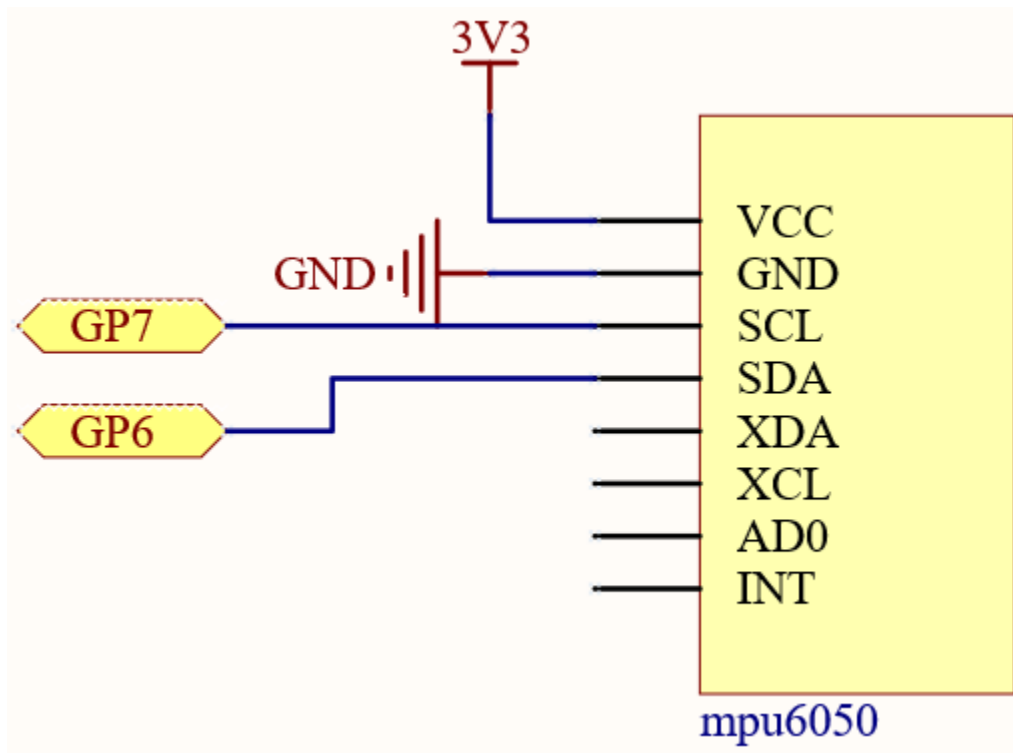 3V3
VCC
GND
GND
GP7
SCL
SDA
GP6
XDA
XCL
AD0
INT
mpu6050